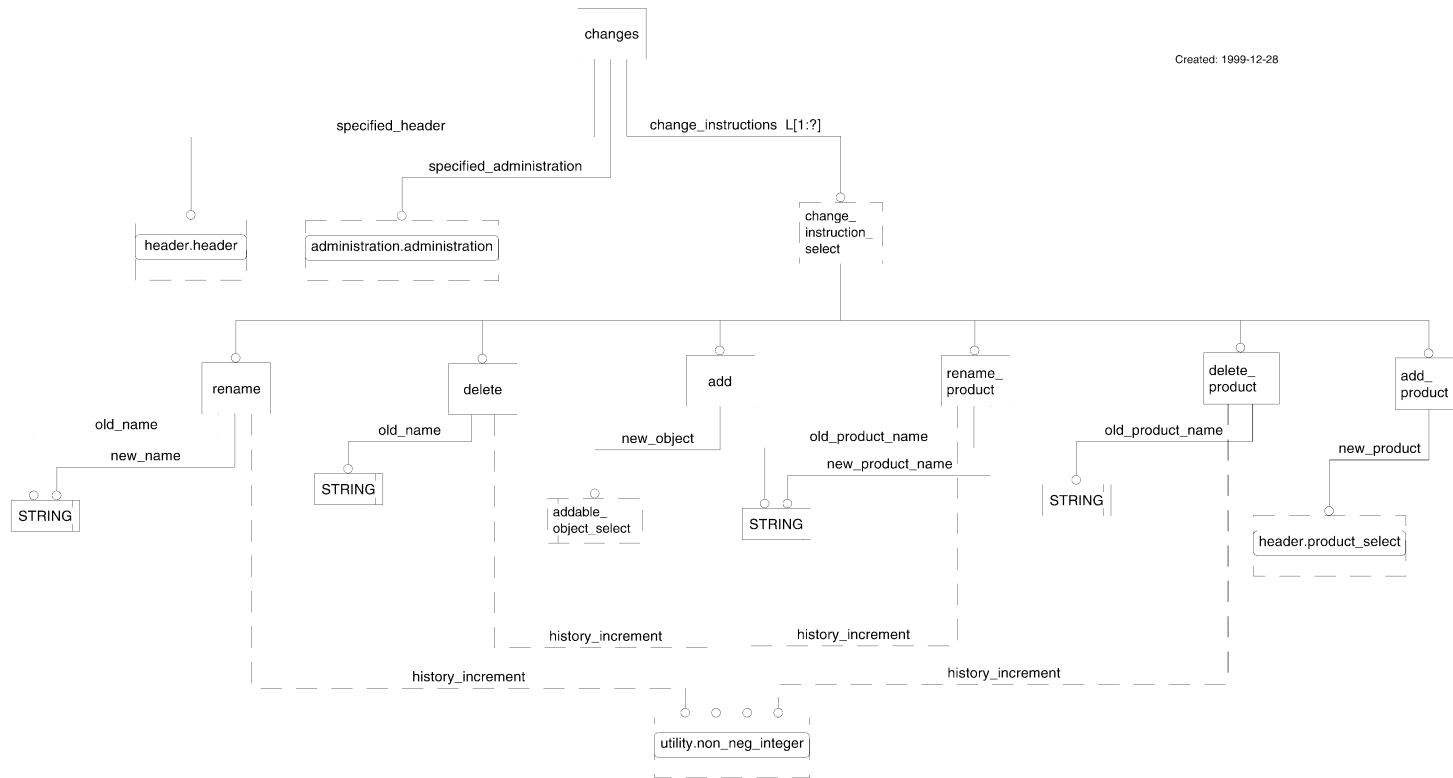 changes
Created: 1999-12-28
specified_header
change_instructions L[1:?]
specified_administration
change_
instruction_
select
header.header
administration.administration
rename
delete
add
rename_
product
delete_
product
add_
product
old_name
new_name
old_name
new_object
old_product_name
new_product_name
old_product_name
new_product
STRING
STRING
addable_
object_select
STRING
STRING
header.product_select
history_increment
history_increment
history_increment
history_increment
utility.non_neg_integer